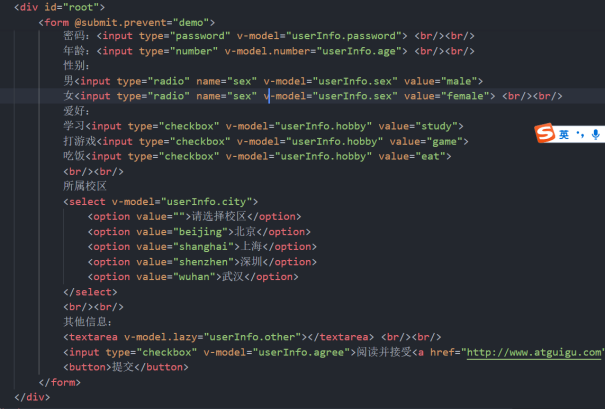 <div id="root">
<form @submit.prevent="demo">
密码：<input type="password" v-model="userInfo.password"> <br/><br/>
年龄：<input type="number" v-model.number="userInfo.age"> <br/><br/>
性别：
男<input type="radio" name="sex" v-model="userInfo.sex" value="male">
女<input type="radio" name="sex" v-model="userInfo.sex" value="female"> <br/><br/>
爱好：
学习<input type="checkbox" v-model="userInfo.hobby" value="study">
打游戏<input type="checkbox" v-model="userInfo.hobby" value="game">
吃饭<input type="checkbox" v-model="userInfo.hobby" value="eat">
<br/><br/>
所属校区
<select v-model="userInfo.city">
<option value="">请选择校区</option>
<option value="beijing">北京</option>
<option value="shanghai">上海</option>
<option value="shenzhen">深圳</option>
<option value="wuhan">武汉</option>
</select>
<br/><br/>
其他信息：
<textarea v-model.lazy="userInfo.other"></textarea> <br/><br/>
<input type="checkbox" v-model="userInfo.agree">阅读并接受<a href="http://www.atguigu.com"
<button>提交</button>
</form>
</div>
S 英